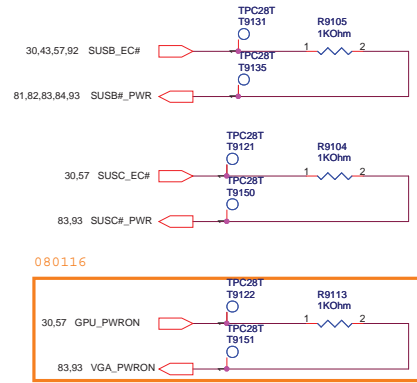 TPC28T
T9131
R9105
1KOhm
30,43,57,92 SUSB_EC#
1 2
TPC28T
T9135
81,82,83,84,93 SUSB#_PWR
TPC28T
T9121
R9104
1KOhm
30,57 SUSC_EC#
1 2
TPC28T
T9150
83,93 SUSC#_PWR
080116
TPC28T
T9122
R9113
1KOhm
30,57 GPU_PWRON
1 2
TPC28T
T9151
83,93 VGA_PWRON